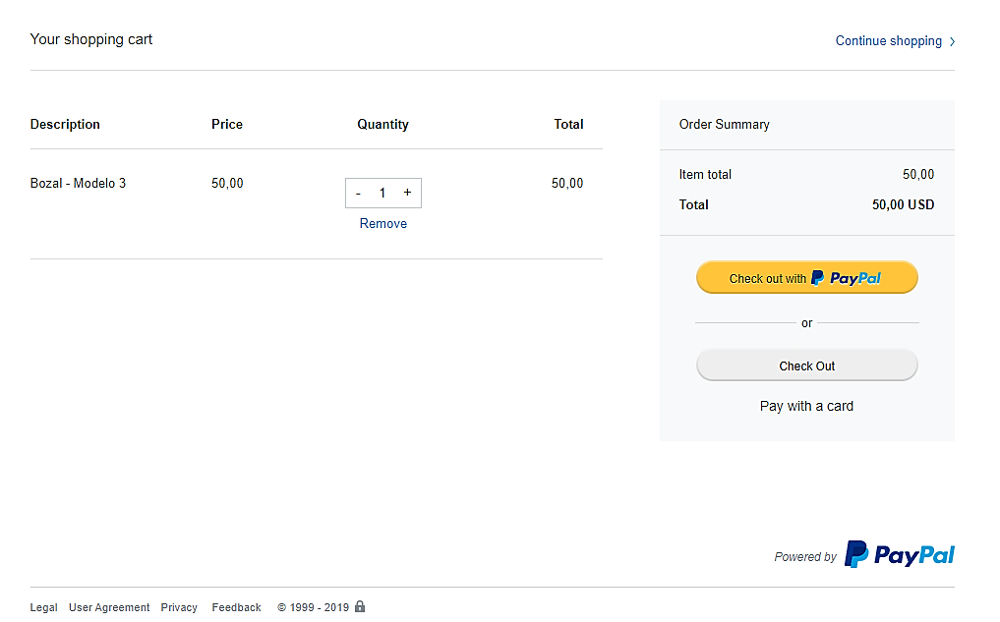 Your shopping cart
Continue shopping >
Description Price Quantity Total
Bozal - Modelo 3 50,00 - 1 + 50,00
Remove
Order Summary
Item total 50,00
Total 50,00 USD
Check out with PayPal
or
Check Out
Pay with a card
Powered by PayPal
Legal User Agreement Privacy Feedback © 1999 - 2019